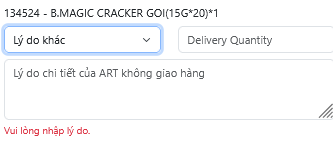 134524 - B.MAGIC CRACKER GOI(15G*20)*1
Lý do khác
Delivery Quantity
Lý do chi tiết của ART không giao hàng
Vui lòng nhập lý do.